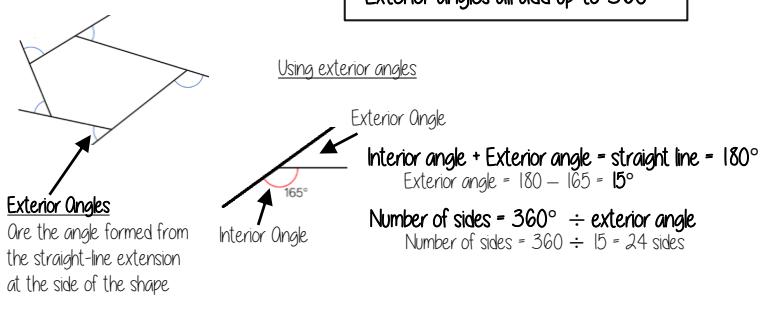 Exterior angles all add up to 360°
Using exterior angles
Exterior Angle
Interior angle + Exterior angle = straight line = 180°
Exterior angle = 180 – 165 = 15°
165°
Exterior Angles
Are the angle formed from
the straight-line extension
at the side of the shape
Interior Angle
Number of sides = 360° ÷ exterior angle
Number of sides = 360 ÷ 15 = 24 sides